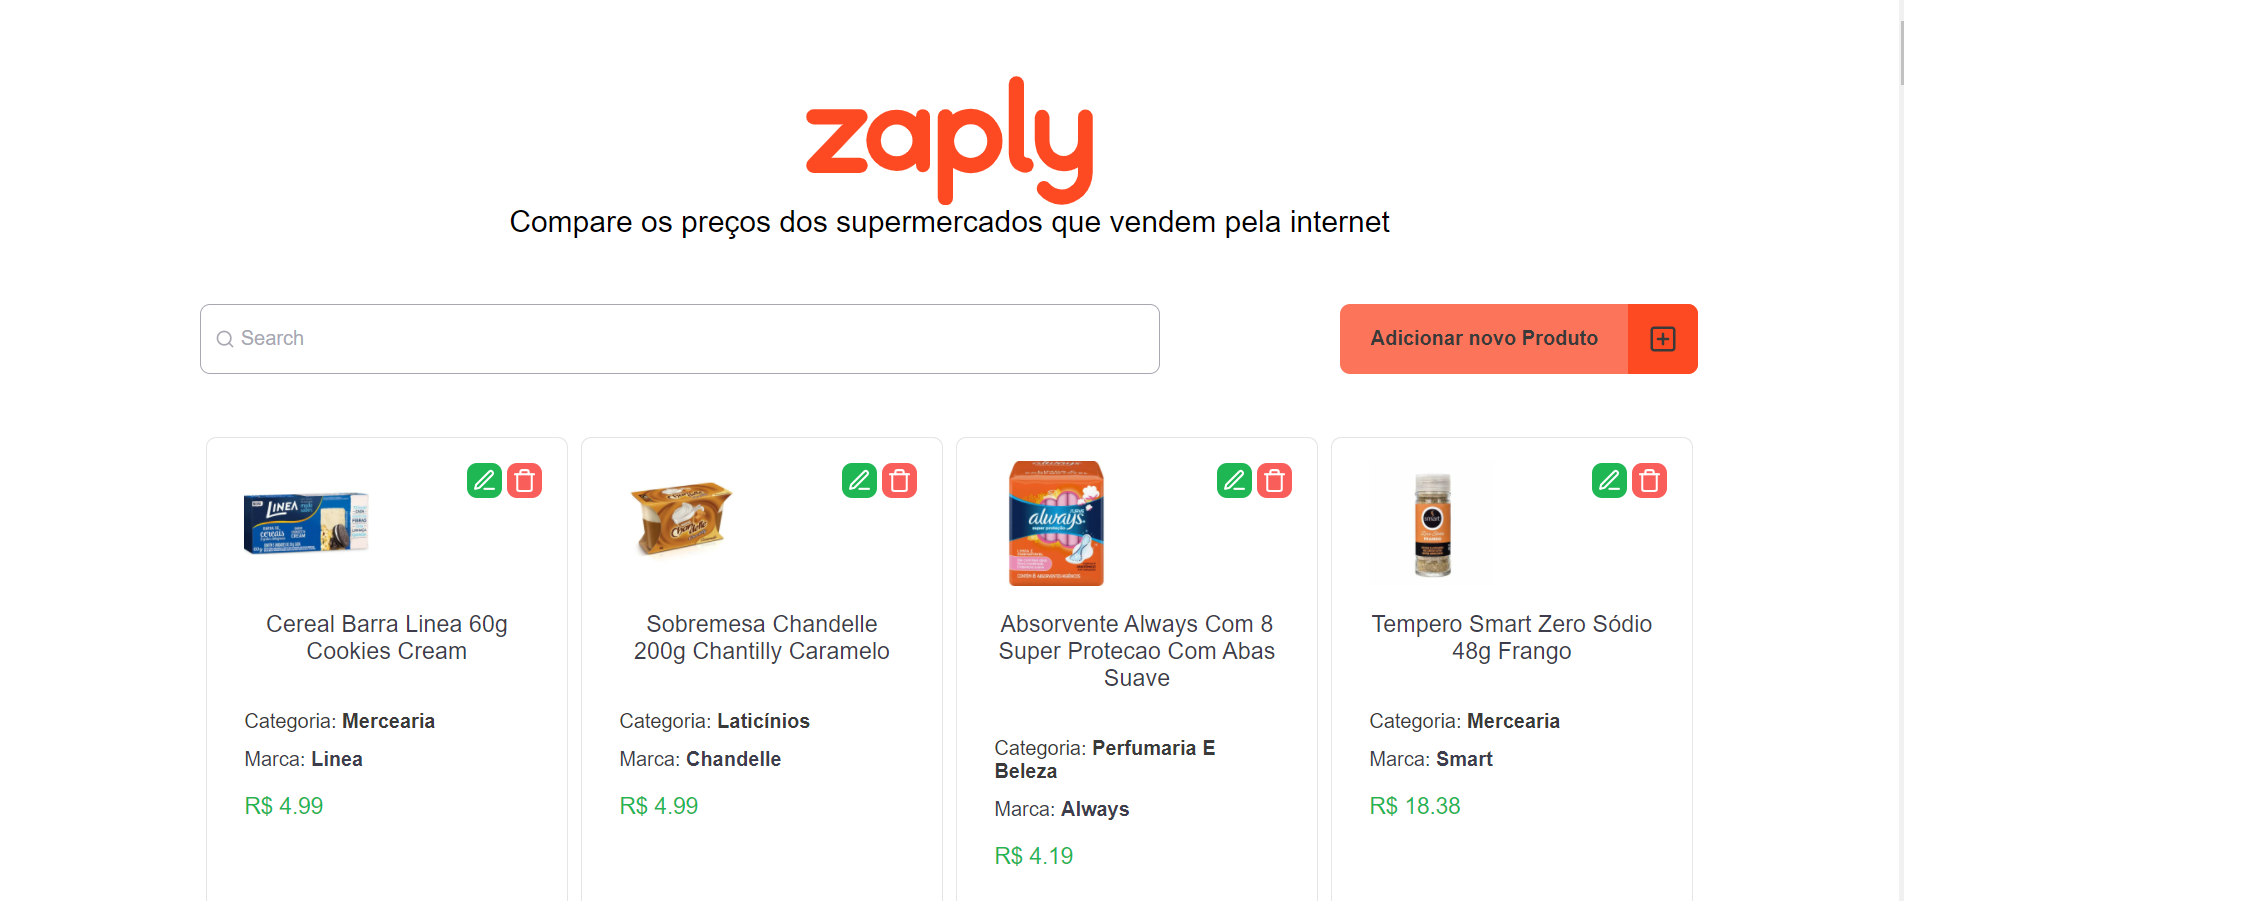 zaply
Compare os preços dos supermercados que vendem pela internet
Search
Adicionar novo Produto
LINEA
cereais
Chandelle
always
smart
Cereal Barra Linea 60g
Cookies Cream
Sobremesa Chandelle
200g Chantilly Caramelo
Absorvente Always Com 8
Super Protecao Com Abas
Suave
Tempero Smart Zero Sódio
48g Frango
Categoria: Mercearia
Marca: Linea
R$ 4.99
Categoria: Laticínios
Marca: Chandelle
R$ 4.99
Categoria: Perfumaria E
Beleza
Marca: Always
R$ 4.19
Categoria: Mercearia
Marca: Smart
R$ 18.38